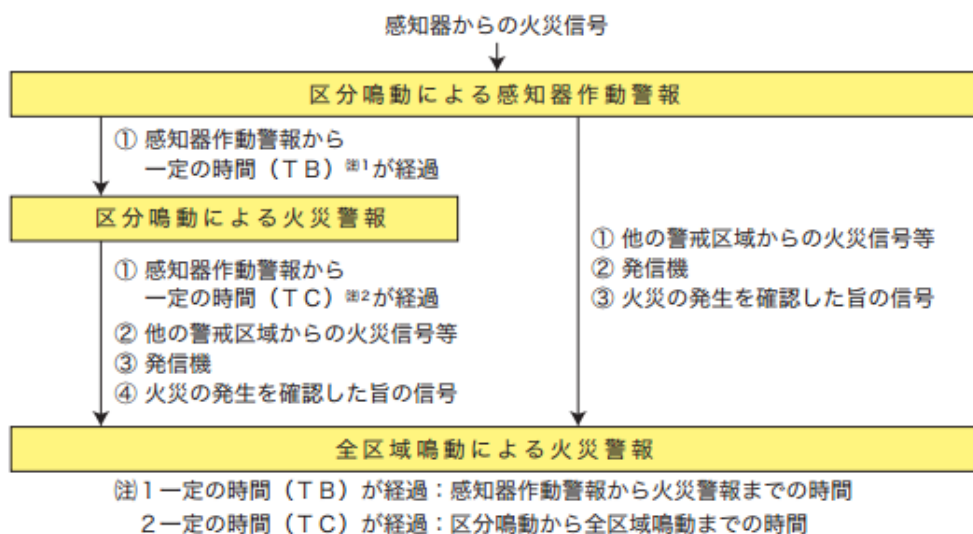 感知器からの火災信号
区分鳴動による感知器作動警報
① 感知器作動警報から
一定の時間（ＴＢ）注1が経過
区分鳴動による火災警報
① 感知器作動警報から
一定の時間（ＴＣ）注2が経過
② 他の警戒区域からの火災信号等
③ 発信機
④ 火災の発生を確認した旨の信号
① 他の警戒区域からの火災信号等
② 発信機
③ 火災の発生を確認した旨の信号
全区域鳴動による火災警報
㊟１一定の時間（ＴＢ）が経過：感知器作動警報から火災警報までの時間
２一定の時間（ＴＣ）が経過：区分鳴動から全区域鳴動までの時間